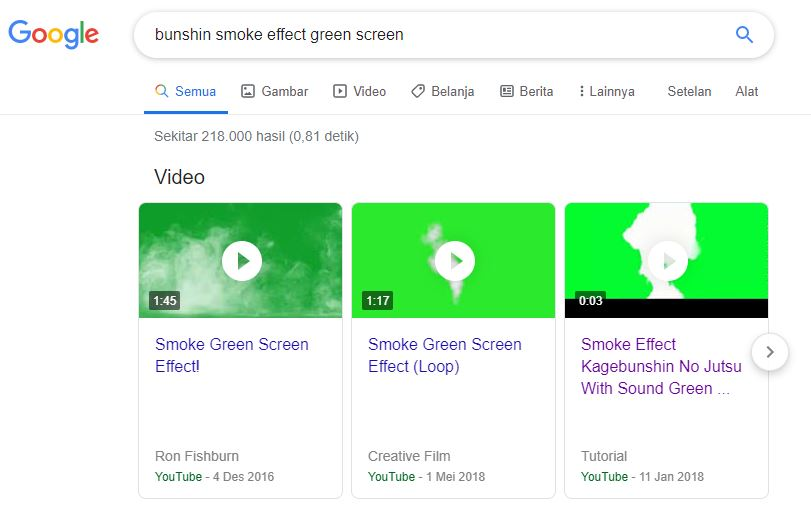 Google
bunshin smoke effect green screen
Semua Gambar Video Belanja Berita Lainnya Setelan Alat
Sekitar 218.000 hasil (0,81 detik)
Video
1:45
1:17
0:03
Smoke Green Screen
Effect!
Ron Fishburn
YouTube - 4 Des 2016
Smoke Green Screen
Effect (Loop)
Creative Film
YouTube - 1 Mei 2018
Smoke Effect
Kagebunshin No Jutsu
With Sound Green ...
Tutorial
YouTube - 11 Jan 2018